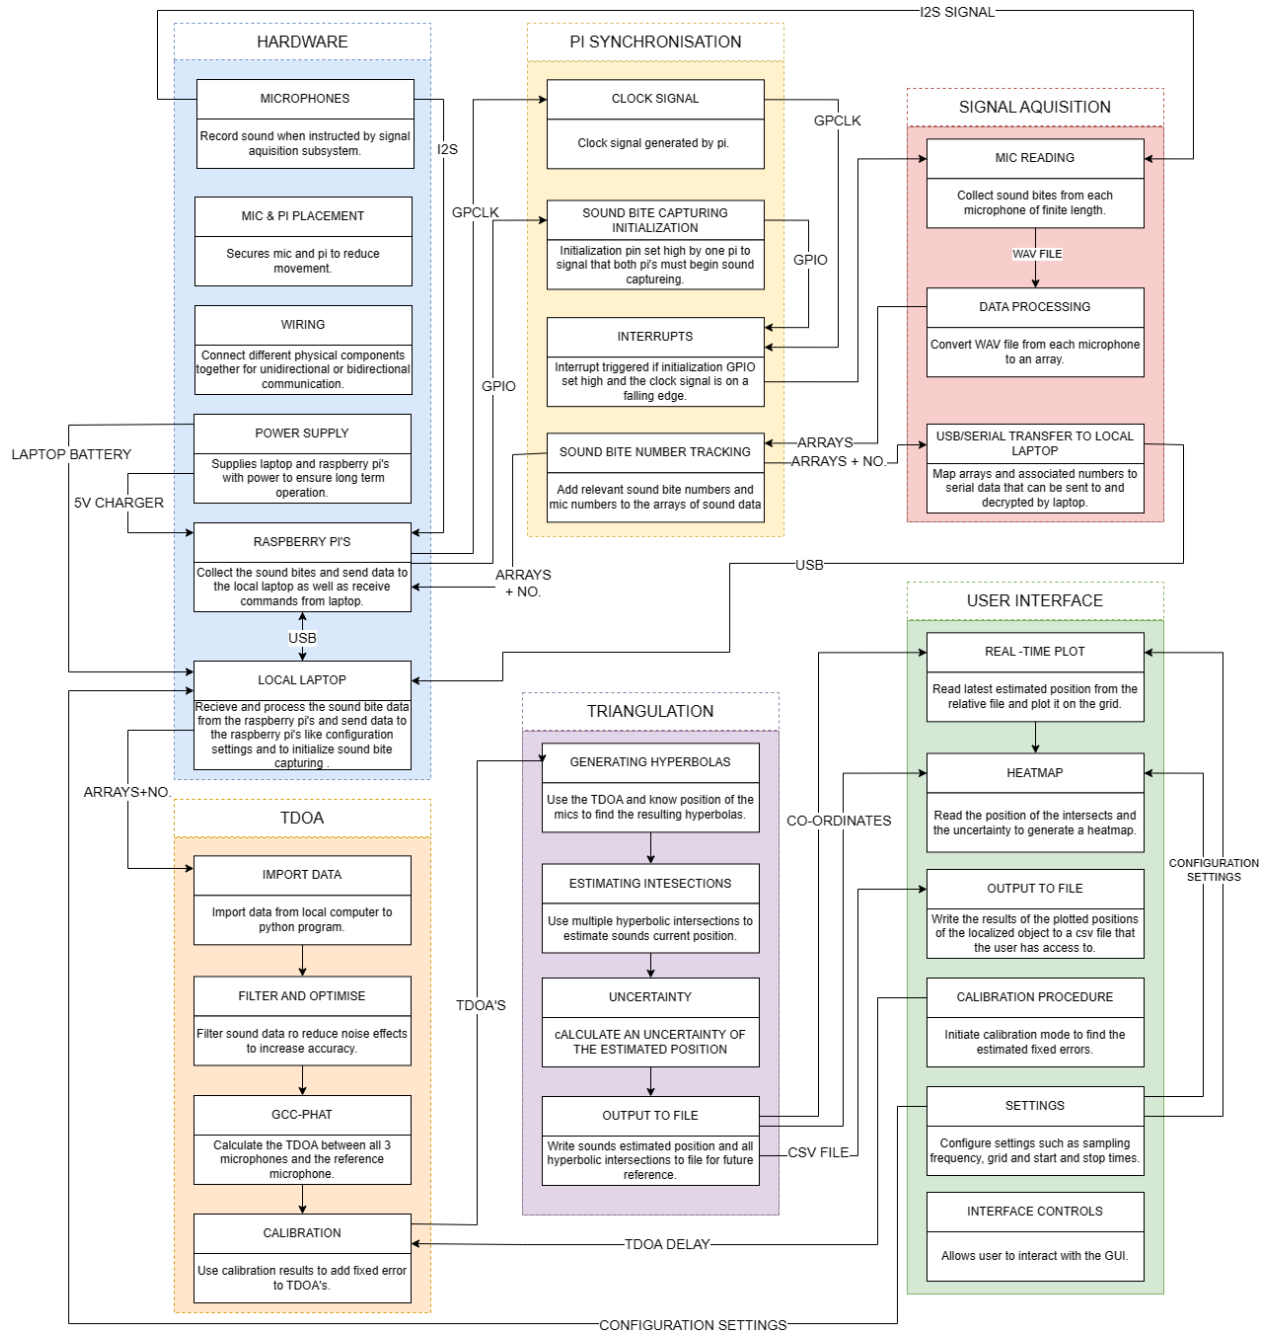 I2S SIGNAL
HARDWARE
MICROPHONES
Record sound when instructed by signal
aquisition subsystem.
I2S
MIC & PI PLACEMENT
Secures mic and pi to reduce
movement.
WIRING
Connect different physical components
together for unidirectional or bidirectional
communication.
POWER SUPPLY
Supplies laptop and raspberry pi's
with power to ensure long term
operation.
LAPTOP BATTERY
5V CHARGER
RASPBERRY PI'S
Collect the sound bites and send data to
the local laptop as well as receive
commands from laptop.
USB
LOCAL LAPTOP
Recieve and process the sound bite data
from the raspberry pi's and send data to
the raspberry pi's like configuration
settings and to initialize sound bite
capturing .
ARRAYS+NO.
GPCLK
GPIO
PI SYNCHRONISATION
CLOCK SIGNAL
Clock signal generated by pi.
GPCLK
SOUND BITE CAPTURING
INITIALIZATION
Initialization pin set high by one pi to
signal that both pi's must begin sound
captureing.
GPIO
INTERRUPTS
Interrupt triggered if initialization GPIO
set high and the clock signal is on a
falling edge.
SOUND BITE NUMBER TRACKING
Add relevant sound bite numbers and
mic numbers to the arrays of sound data
ARRAYS
ARRAYS + NO.
ARRAYS
+ NO.
SIGNAL AQUISITION
MIC READING
Collect sound bites from each
microphone of finite length.
WAV FILE
DATA PROCESSING
Convert WAV file from each microphone
to an array.
USB/SERIAL TRANSFER TO LOCAL
LAPTOP
Map arrays and associated numbers to
serial data that can be sent to and
decrypted by laptop.
USB
TDOA
IMPORT DATA
Import data from local computer to
python program.
FILTER AND OPTIMISE
Filter sound data ro reduce noise effects
to increase accuracy.
GCC-PHAT
Calculate the TDOA between all 3
microphones and the reference
microphone.
CALIBRATION
Use calibration results to add fixed error
to TDOA's.
TDOA'S
TRIANGULATION
GENERATING HYPERBOLAS
Use the TDOA and know position of the
mics to find the resulting hyperbolas.
ESTIMATING INTESECTIONS
Use multiple hyperbolic intersections to
estimate sounds current position.
UNCERTAINTY
cALCULATE AN UNCERTAINTY OF
THE ESTIMATED POSITION
OUTPUT TO FILE
Write sounds estimated position and all
hyperbolic intersections to file for future
reference.
CO-ORDINATES
CSV FILE
TDOA DELAY
USER INTERFACE
REAL -TIME PLOT
Read latest estimated position from the
relative file and plot it on the grid.
HEATMAP
Read the position of the intersects and
the uncertainty to generate a heatmap.
CONFIGURATION
SETTINGS
OUTPUT TO FILE
Write the results of the plotted positions
of the localized object to a csv file that
the user has access to.
CALIBRATION PROCEDURE
Initiate calibration mode to find the
estimated fixed errors.
SETTINGS
Configure settings such as sampling
frequency, grid and start and stop times.
INTERFACE CONTROLS
Allows user to interact with the GUI.
CONFIGURATION SETTINGS